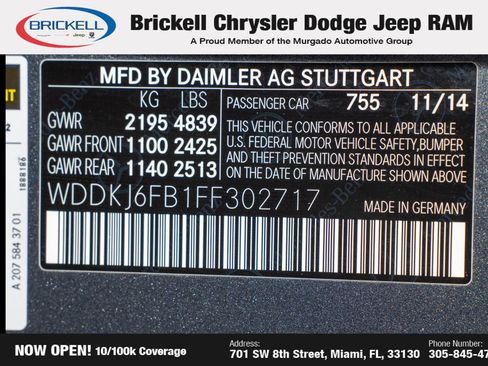 BRICKELL
Brickell Chrysler Dodge Jeep RAM
A Proud Member of the Murgado Automotive Group
MFD BY DAIMLER AG STUTTGART
KG LBS
GVWR 2195 4839
GAWR FRONT 1100 2425
GAWR REAR 1140 2513
PASSENGER CAR 755 11/14
THIS VEHICLE CONFORMS TO ALL APPLICABLE
U.S. FEDERAL MOTOR VEHICLE SAFETY,BUMPER
AND THEFT PREVENTION STANDARDS IN EFFECT
ON THE DATE OF MANUFACTURE SHOWN ABOVE
WDDKJ6FB1FF302717
MADE IN GERMANY
A 207 584 37 01
NOW OPEN! 10/100k Coverage
Address:
701 SW 8th Street, Miami, FL, 33130
Phone Number:
305-845-47